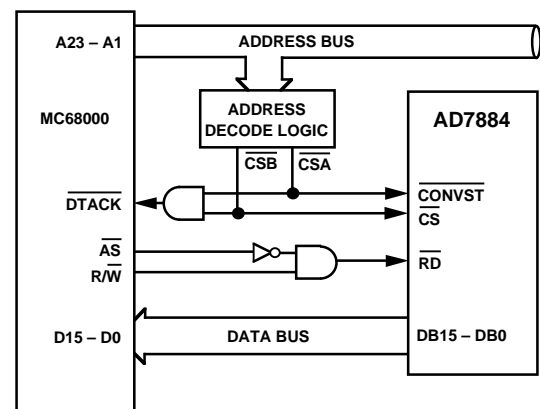 A23 – A1
ADDRESS BUS
MC68000
ADDRESS
DECODE LOGIC
AD7884
CSB
CSA
DTACK
CONVST
CS
AS
R/W
RD
D15 – D0
DATA BUS
DB15 – DB0